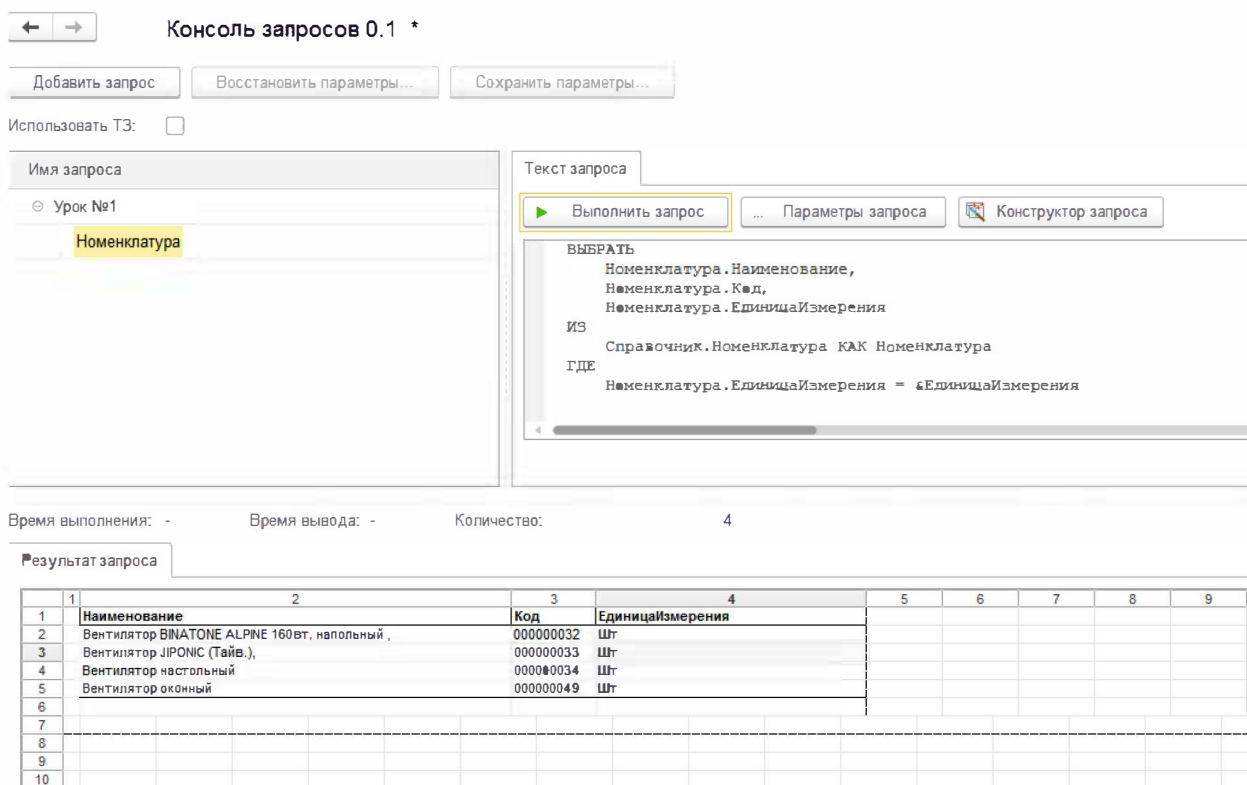 Консоль запросов 0.1 *
Добавить запрос Восстановить параметры... Сохранить параметры...
Использовать ТЗ:
Имя запроса
Урок №1
Номенклатура
Текст запроса
Выполнить запрос ... Параметры запроса Конструктор запроса
ВЫБРАТЬ
Номенклатура.Наименование,
Номенклатура.Код,
Номенклатура.ЕдиницаИзмерения
ИЗ
Справочник.Номенклатура КАК Номенклатура
ГДЕ
Номенклатура.ЕдиницаИзмерения = &ЕдиницаИзмерения
Время выполнения: - Время вывода: - Количество: 4
Результат запроса
1 2 3 4 5 6 7 8 9
1 Наименование Код ЕдиницаИзмерения
2 Вентилятор BINATONE ALPINE 160вт, напольный , 000000032 Шт
3 Вентилятор JIPONIC (Тайв.), 000000033 Шт
4 Вентилятор настольный 000000034 Шт
5 Вентилятор оконный 000000049 Шт
6
7
8
9
10